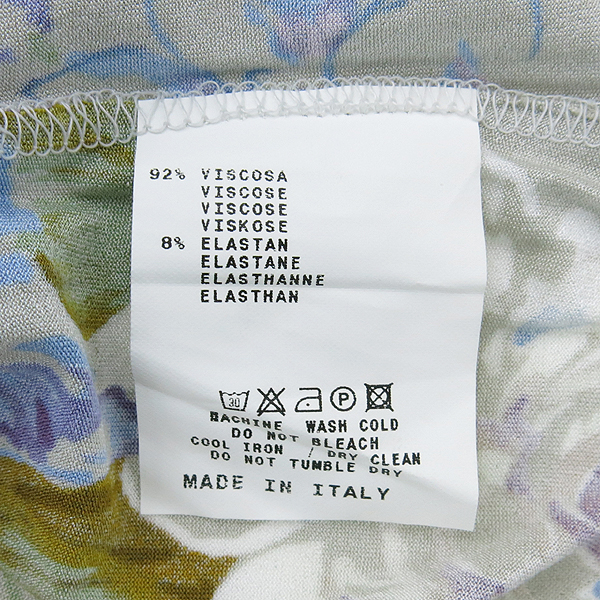 92% VISCOSA
VISCOSE
VISCOSE
VISKOSE
8% ELASTAN
ELASTANE
ELASTHANNE
ELASTHAN
30 P
MACHINE WASH COLD
DO NOT BLEACH
COOL IRON / DRY CLEAN
DO NOT TUMBLE DRY
MADE IN ITALY